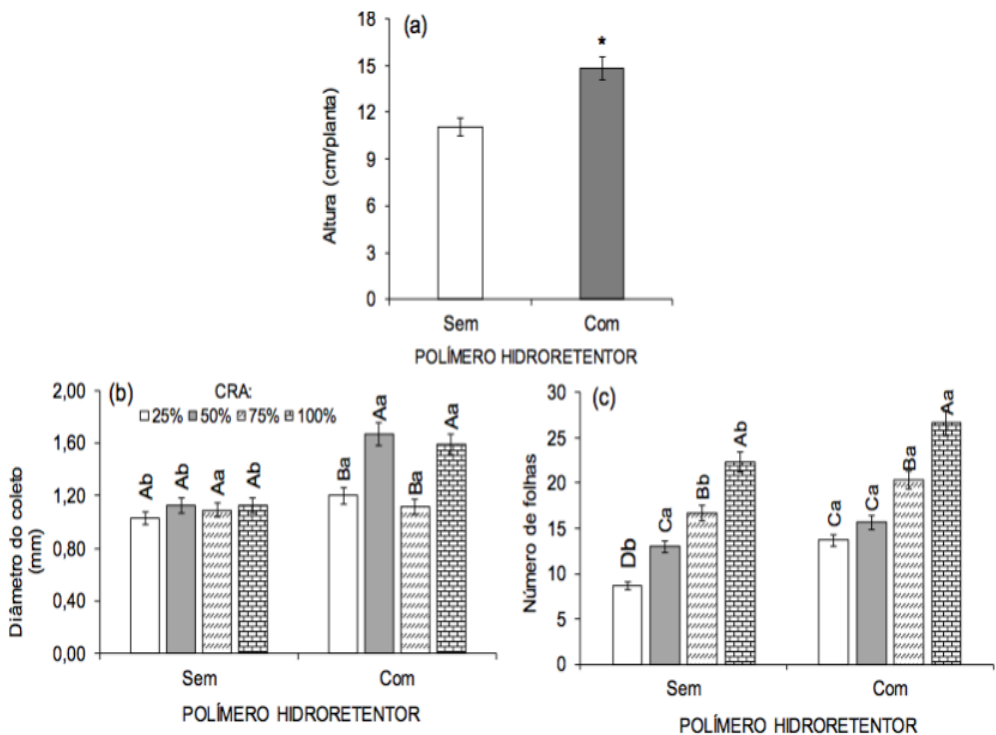 (a)
*
Altura (cm/planta)
18
15
12
9
6
3
0
Sem Com
POLÍMERO HIDRORETENTOR
(b)
CRA:
25% 50% 75% 100%
Diâmetro do coleto
(mm)
2,00
1,60
1,20
0,80
0,40
0,00
Ab Ab Aa Ab Ba Aa Ba Aa
Sem Com
POLÍMERO HIDRORETENTOR
(c)
Número de folhas
30
25
20
15
10
5
0
Db Ca Bb Ab Ca Ca Ba Aa
Sem Com
POLÍMERO HIDRORETENTOR